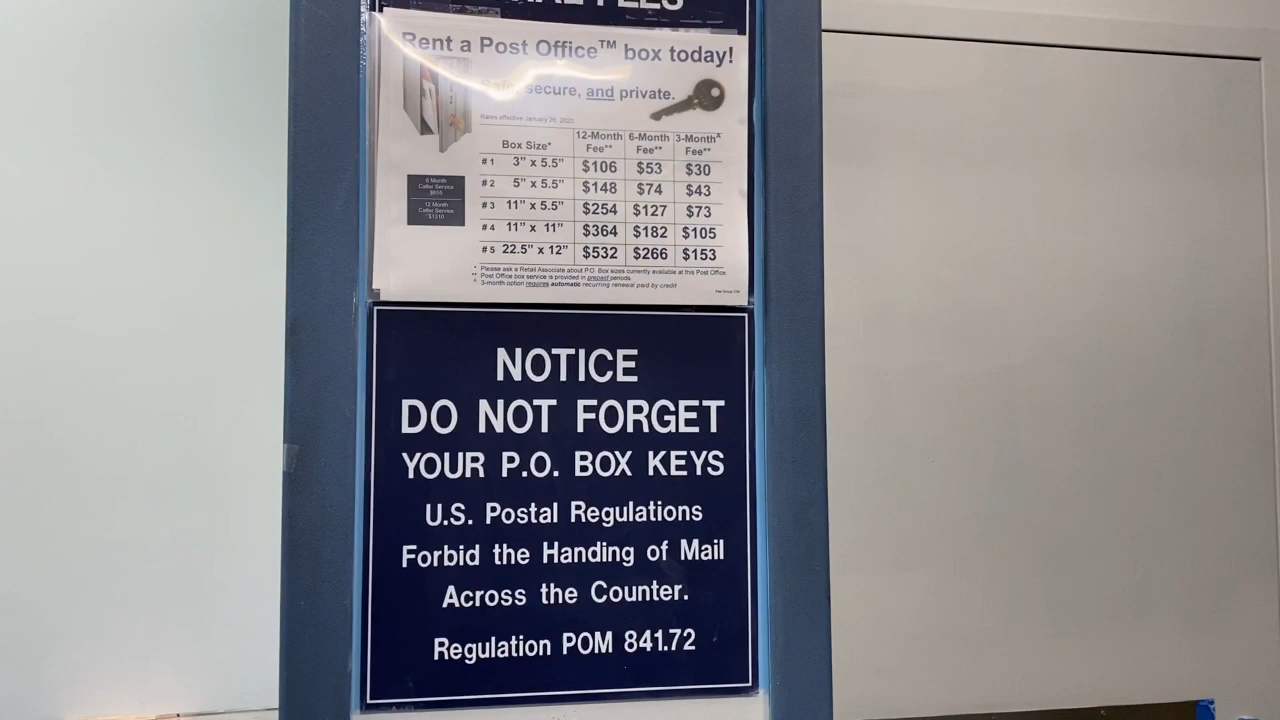 FEES
Rent a Post Office™ box today!
Safe, secure, and private.
Rates effective January 26, 2020
Box Size* 12-Month Fee** 6-Month Fee** 3-Month^ Fee**
#1 3" x 5.5" $106 $53 $30
#2 5" x 5.5" $148 $74 $43
#3 11" x 5.5" $254 $127 $73
#4 11" x 11" $364 $182 $105
#5 22.5" x 12" $532 $266 $153
6 Month
Caller Service
$655
12 Month
Caller Service
$1310
* Please ask a Retail Associate about P.O. Box sizes currently available at this Post Office
** Post Office box service is provided in prepaid periods.
^ 3-month option requires automatic recurring renewal paid by credit
NOTICE
DO NOT FORGET
YOUR P.O. BOX KEYS
U.S. Postal Regulations
Forbid the Handing of Mail
Across the Counter.
Regulation POM 841.72